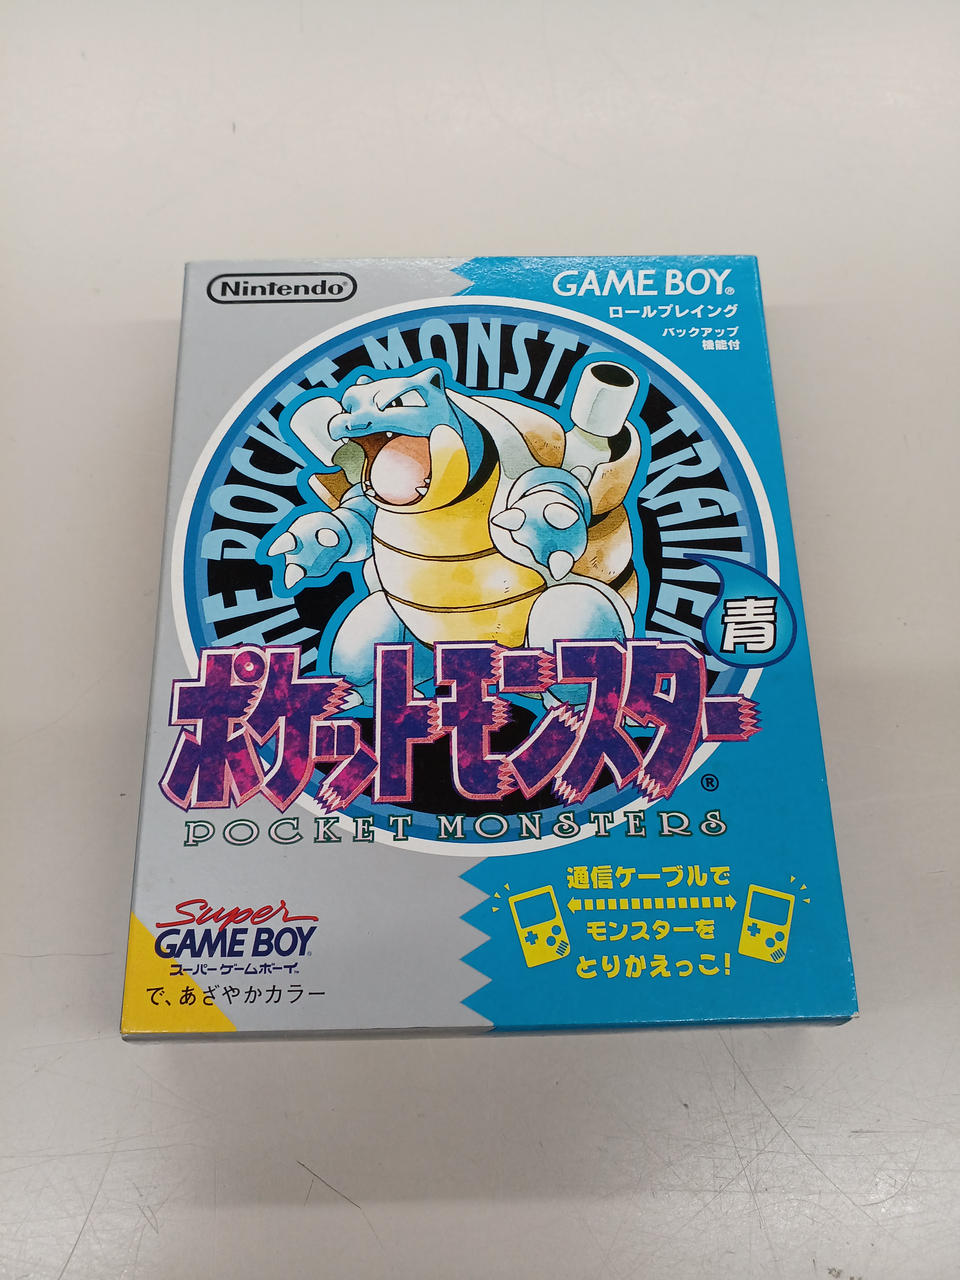 Nintendo
GAME BOY
ロールプレイング
バックアップ
機能付
THE POCKET MONSTER TRAINER
青
ポケットモンスター
®
POCKET MONSTERS
通信ケーブルで
モンスターを
とりかえっこ!
Super
GAME BOY
スーパーゲームボーイ™
で、あざやかカラー